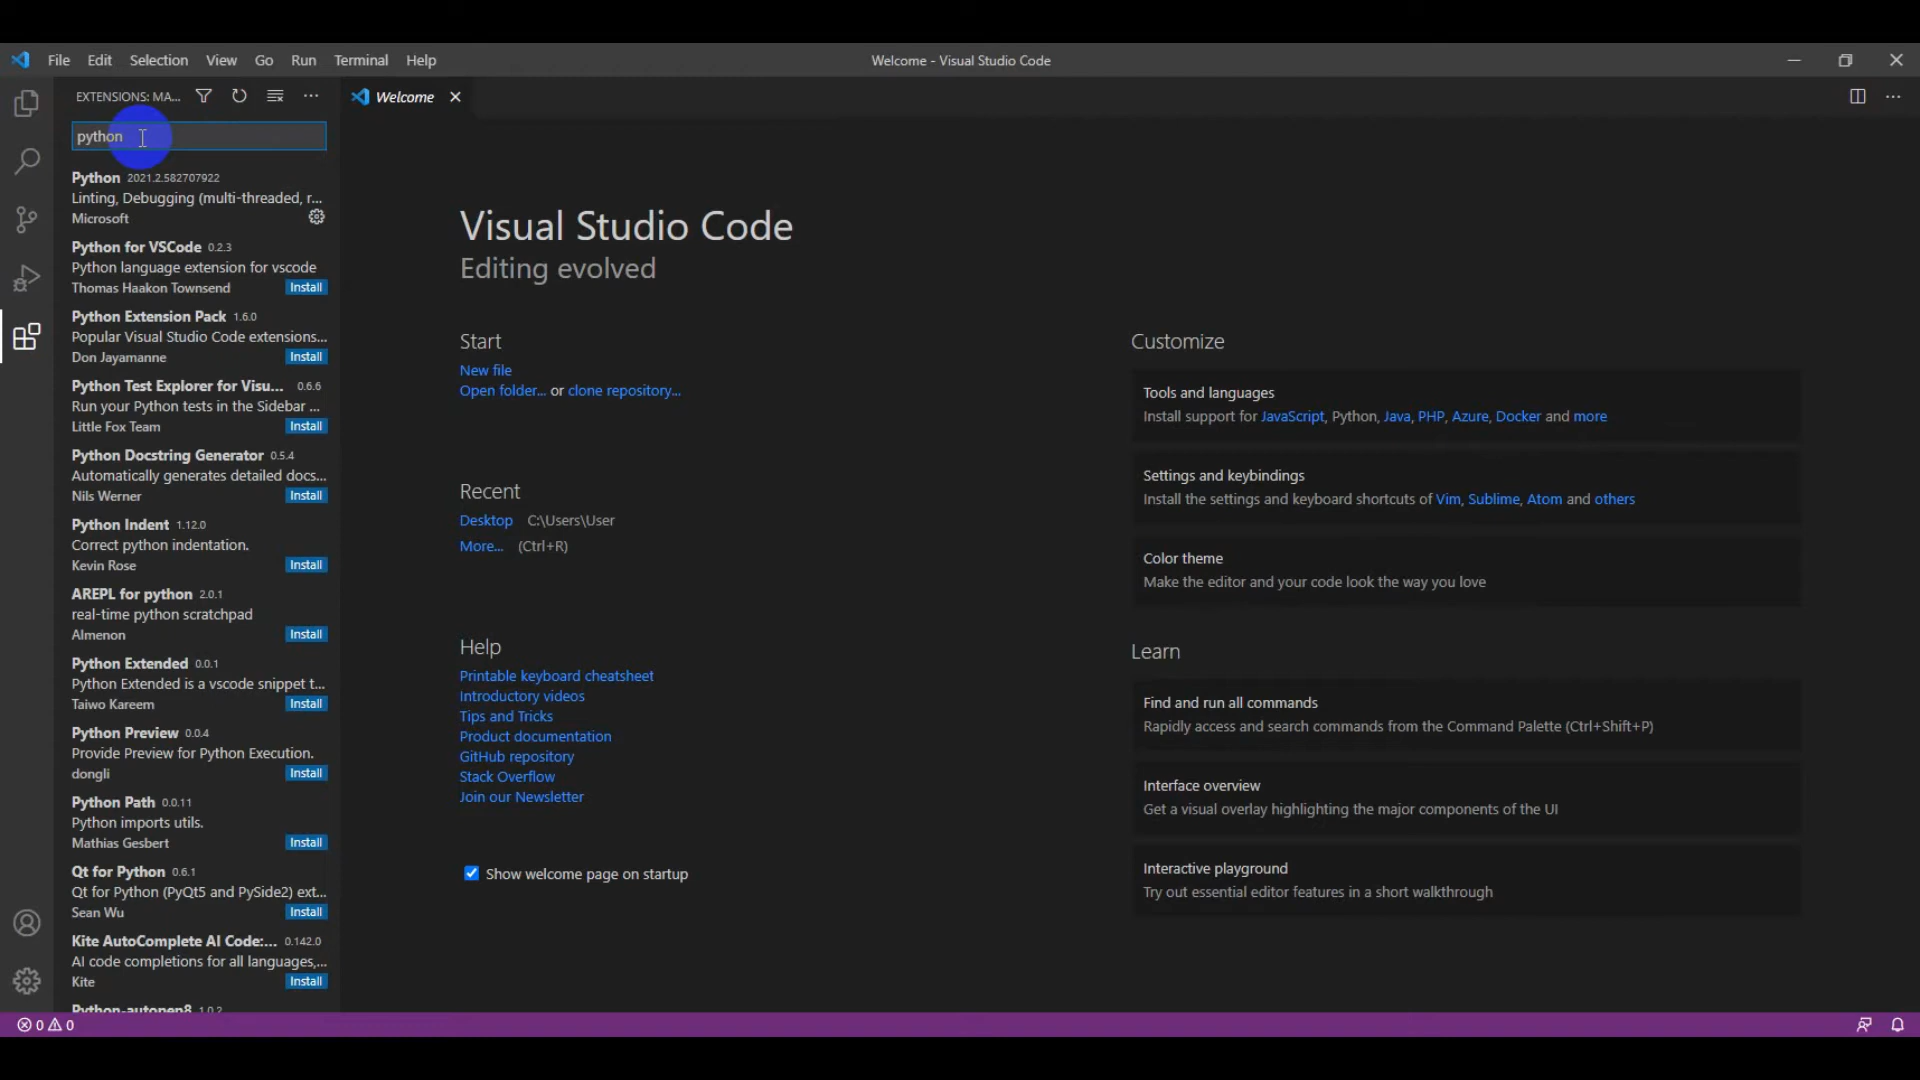 File Edit Selection View Go Run Terminal Help
Welcome - Visual Studio Code
EXTENSIONS: MA...
python
Python 2021.2.582707922
Linting, Debugging (multi-threaded, r...
Microsoft
Python for VSCode 0.2.3
Python language extension for vscode
Thomas Haakon Townsend Install
Python Extension Pack 1.6.0
Popular Visual Studio Code extensions...
Don Jayamanne Install
Python Test Explorer for Visu... 0.6.6
Run your Python tests in the Sidebar ...
Little Fox Team Install
Python Docstring Generator 0.5.4
Automatically generates detailed docs...
Nils Werner Install
Python Indent 1.12.0
Correct python indentation.
Kevin Rose Install
AREPL for python 2.0.1
real-time python scratchpad
Almenon Install
Python Extended 0.0.1
Python Extended is a vscode snippet t...
Taiwo Kareem Install
Python Preview 0.0.4
Provide Preview for Python Execution.
dongli Install
Python Path 0.0.11
Python imports utils.
Mathias Gesbert Install
Qt for Python 0.6.1
Qt for Python (PyQt5 and PySide2) ext...
Sean Wu Install
Kite AutoComplete AI Code:... 0.142.0
AI code completions for all languages,...
Kite Install
Python-autopep8 1.0.2
Welcome
Visual Studio Code
Editing evolved
Start
New file
Open folder... or clone repository...
Recent
Desktop C:\Users\User
More... (Ctrl+R)
Help
Printable keyboard cheatsheet
Introductory videos
Tips and Tricks
Product documentation
GitHub repository
Stack Overflow
Join our Newsletter
Show welcome page on startup
Customize
Tools and languages
Install support for JavaScript, Python, Java, PHP, Azure, Docker and more
Settings and keybindings
Install the settings and keyboard shortcuts of Vim, Sublime, Atom and others
Color theme
Make the editor and your code look the way you love
Learn
Find and run all commands
Rapidly access and search commands from the Command Palette (Ctrl+Shift+P)
Interface overview
Get a visual overlay highlighting the major components of the UI
Interactive playground
Try out essential editor features in a short walkthrough
0 0